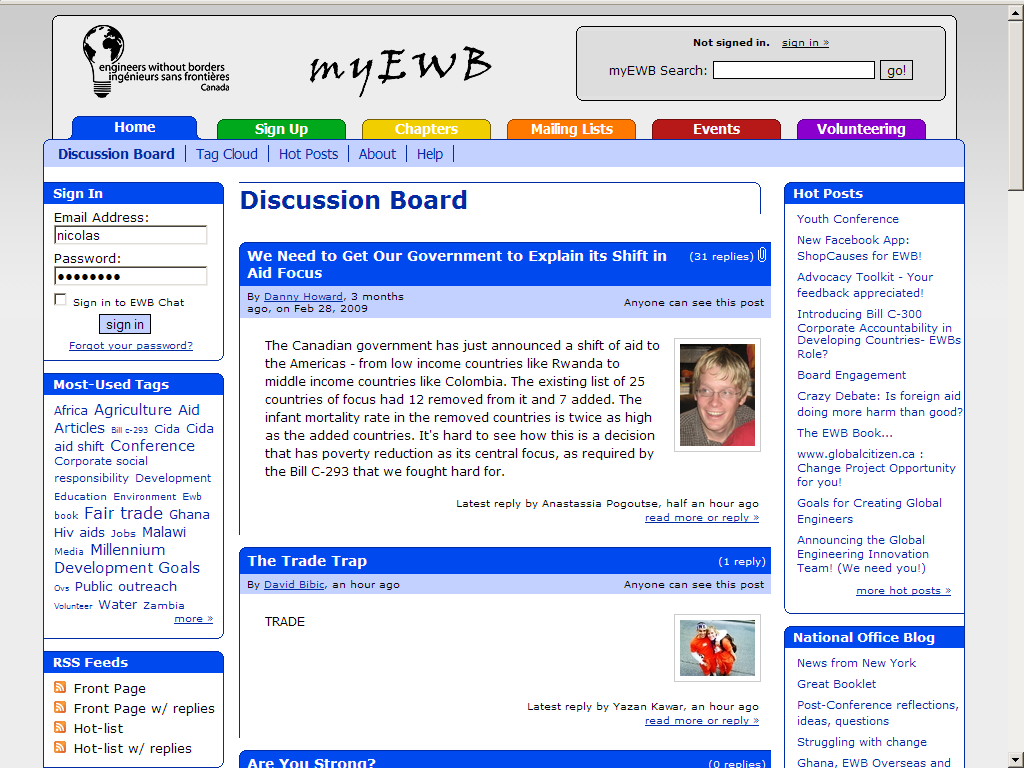 engineers without borders
ingénieurs sans frontières
Canada
myEWB
Not signed in. sign in »
myEWB Search: go!
Home Sign Up Chapters Mailing Lists Events Volunteering
Discussion Board Tag Cloud Hot Posts About Help
Sign In
Email Address:
nicolas
Password:
Sign in to EWB Chat
sign in
Forgot your password?
Most-Used Tags
Africa Agriculture Aid
Articles Bill c-293 Cida Cida
aid shift Conference
Corporate social
responsibility Development
Education Environment Ewb
book Fair trade Ghana
Hiv aids Jobs Malawi
Media Millennium
Development Goals
Ovs Public outreach
Volunteer Water Zambia
more »
RSS Feeds
Front Page
Front Page w/ replies
Hot-list
Hot-list w/ replies
Discussion Board
We Need to Get Our Government to Explain its Shift in (31 replies)
Aid Focus
By Danny Howard, 3 months
ago, on Feb 28, 2009
Anyone can see this post
The Canadian government has just announced a shift of aid to
the Americas - from low income countries like Rwanda to
middle income countries like Colombia. The existing list of 25
countries of focus had 12 removed from it and 7 added. The
infant mortality rate in the removed countries is twice as high
as the added countries. It's hard to see how this is a decision
that has poverty reduction as its central focus, as required by
the Bill C-293 that we fought hard for.
Latest reply by Anastassia Pogoutse, half an hour ago
read more or reply »
The Trade Trap (1 reply)
By David Bibic, an hour ago Anyone can see this post
TRADE
Latest reply by Yazan Kawar, an hour ago
read more or reply »
Are You Strong? (0 replies)
Hot Posts
Youth Conference
New Facebook App:
ShopCauses for EWB!
Advocacy Toolkit - Your
feedback appreciated!
Introducing Bill C-300
Corporate Accountability in
Developing Countries- EWBs
Role?
Board Engagement
Crazy Debate: Is foreign aid
doing more harm than good?
The EWB Book...
www.globalcitizen.ca :
Change Project Opportunity
for you!
Goals for Creating Global
Engineers
Announcing the Global
Engineering Innovation
Team! (We need you!)
more hot posts »
National Office Blog
News from New York
Great Booklet
Post-Conference reflections,
ideas, questions
Struggling with change
Ghana, EWB Overseas and